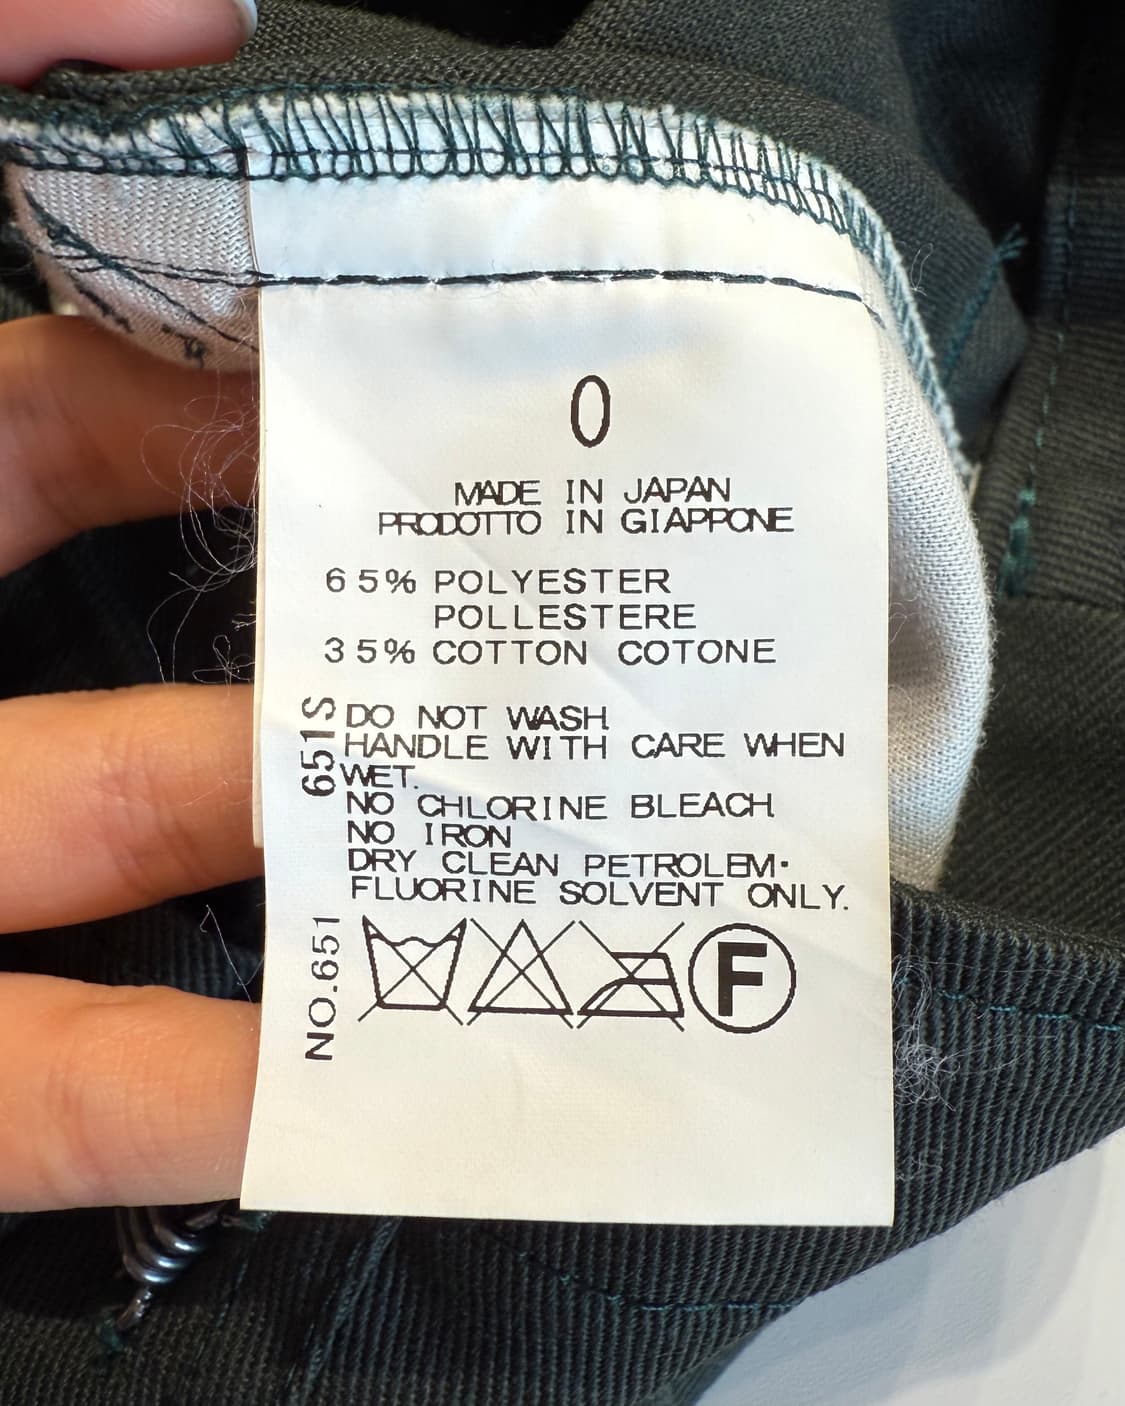 0
MADE IN JAPAN
PRODOTTO IN GIAPPONE
65% POLYESTER
POLLESTERE
35% COTTON COTONE
651S
DO NOT WASH
HANDLE WITH CARE WHEN
WET.
NO CHLORINE BLEACH
NO IRON
DRY CLEAN PETROLEM·
FLUORINE SOLVENT ONLY.
NO.651
F